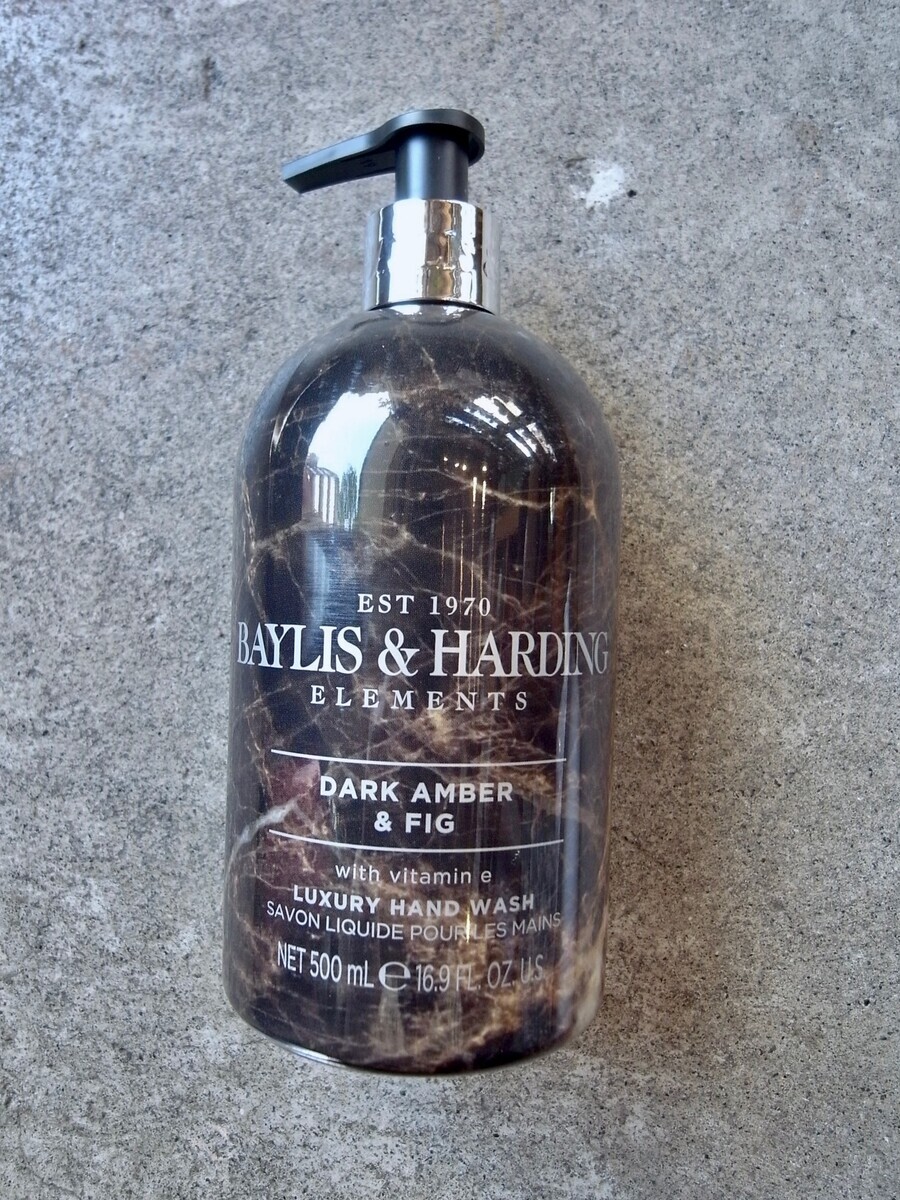 EST 1970
BAYLIS & HARDING
ELEMENTS
DARK AMBER
& FIG
with vitamin e
LUXURY HAND WASH
SAVON LIQUIDE POUR LES MAINS
NET 500 mL ℮ 16.9 FL. OZ. U.S.